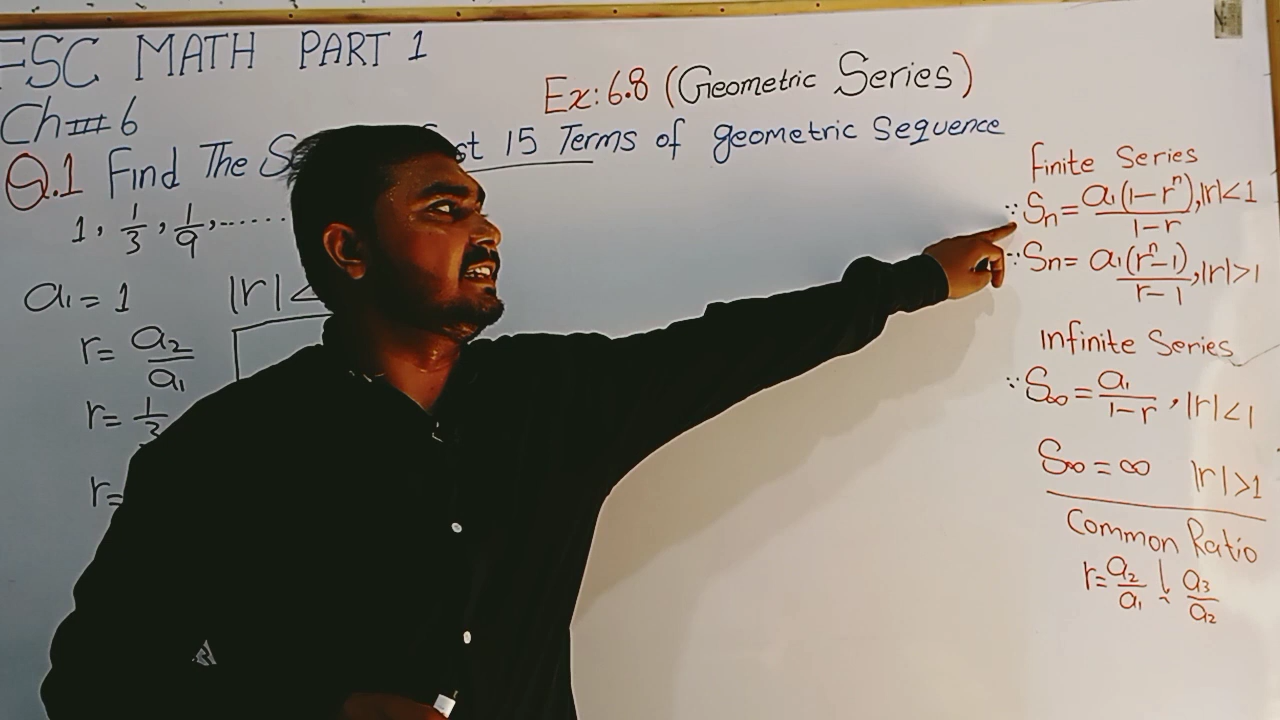 FSC MATH PART 1
Ch # 6
Ex: 6.8 (Geometric Series)
Q.1 Find The 15 Terms of geometric Sequence
1, 1/3, 1/9, ......
a₁ = 1
|r| <
r = a₂/a₁
r = 1/3
r =
Finite Series
∵ Sn = a₁(1-rⁿ)/1-r, |r|<1
∵ Sn = a₁(rⁿ-1)/r-1, |r|>1
Infinite Series
∵ S∞ = a₁/1-r, |r|<1
S∞ = ∞ |r|>1
Common Ratio
r = a₂/a₁ a₃/a₂